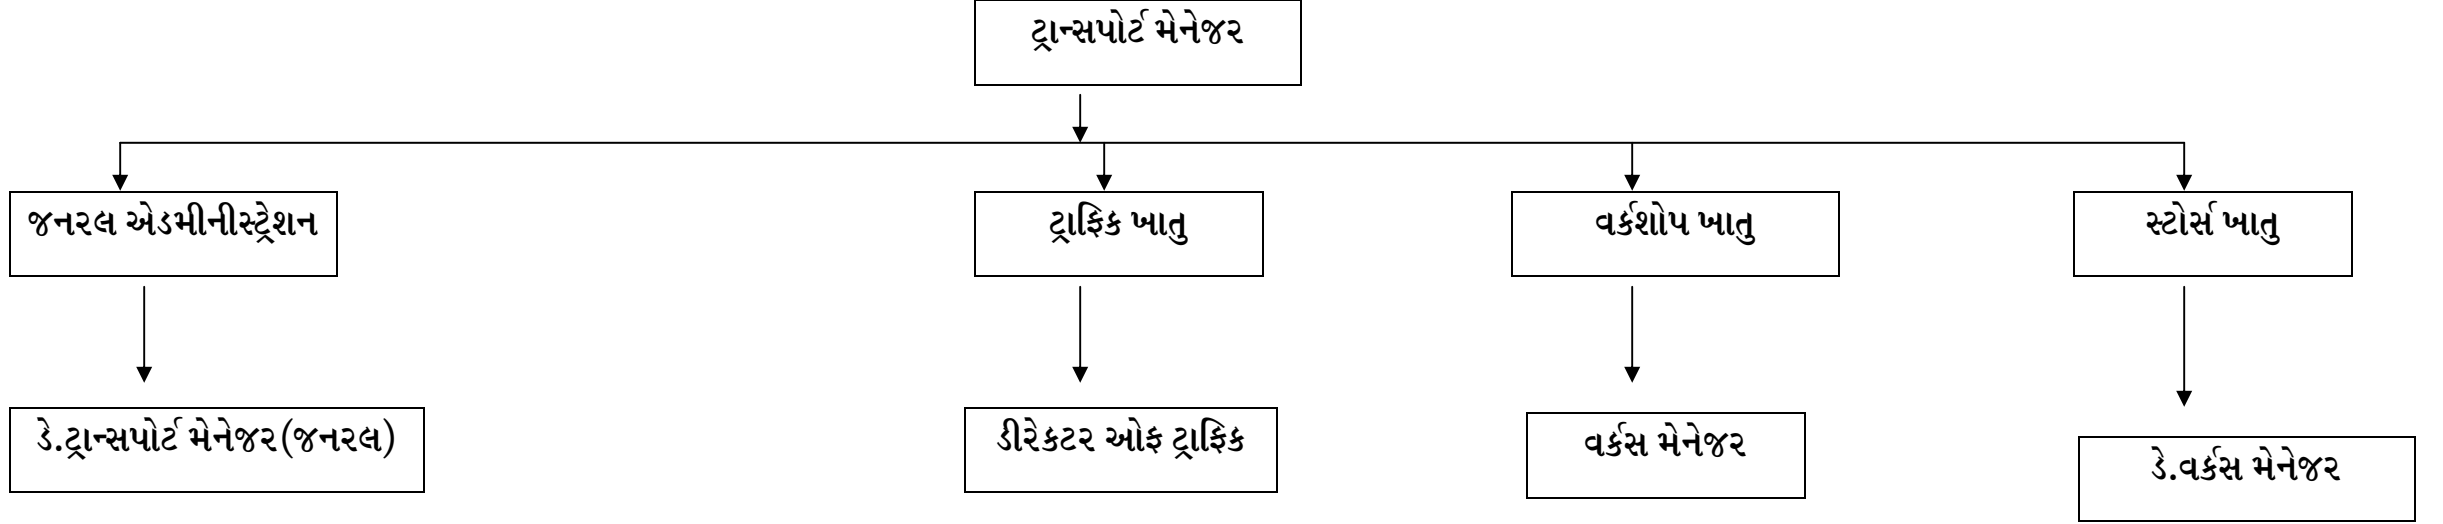 ટ્રાન્સપોર્ટ મેનેજર
જનરલ એડમીનીસ્ટ્રેશન
ટ્રાફિક ખાતુ
વર્કશોપ ખાતુ
સ્ટોર્સ ખાતુ
ડે.ટ્રાન્સપોર્ટ મેનેજર(જનરલ)
ડીરેકટર ઓફ ટ્રાફિક
વર્કસ મેનેજર
ડે.વર્કસ મેનેજર